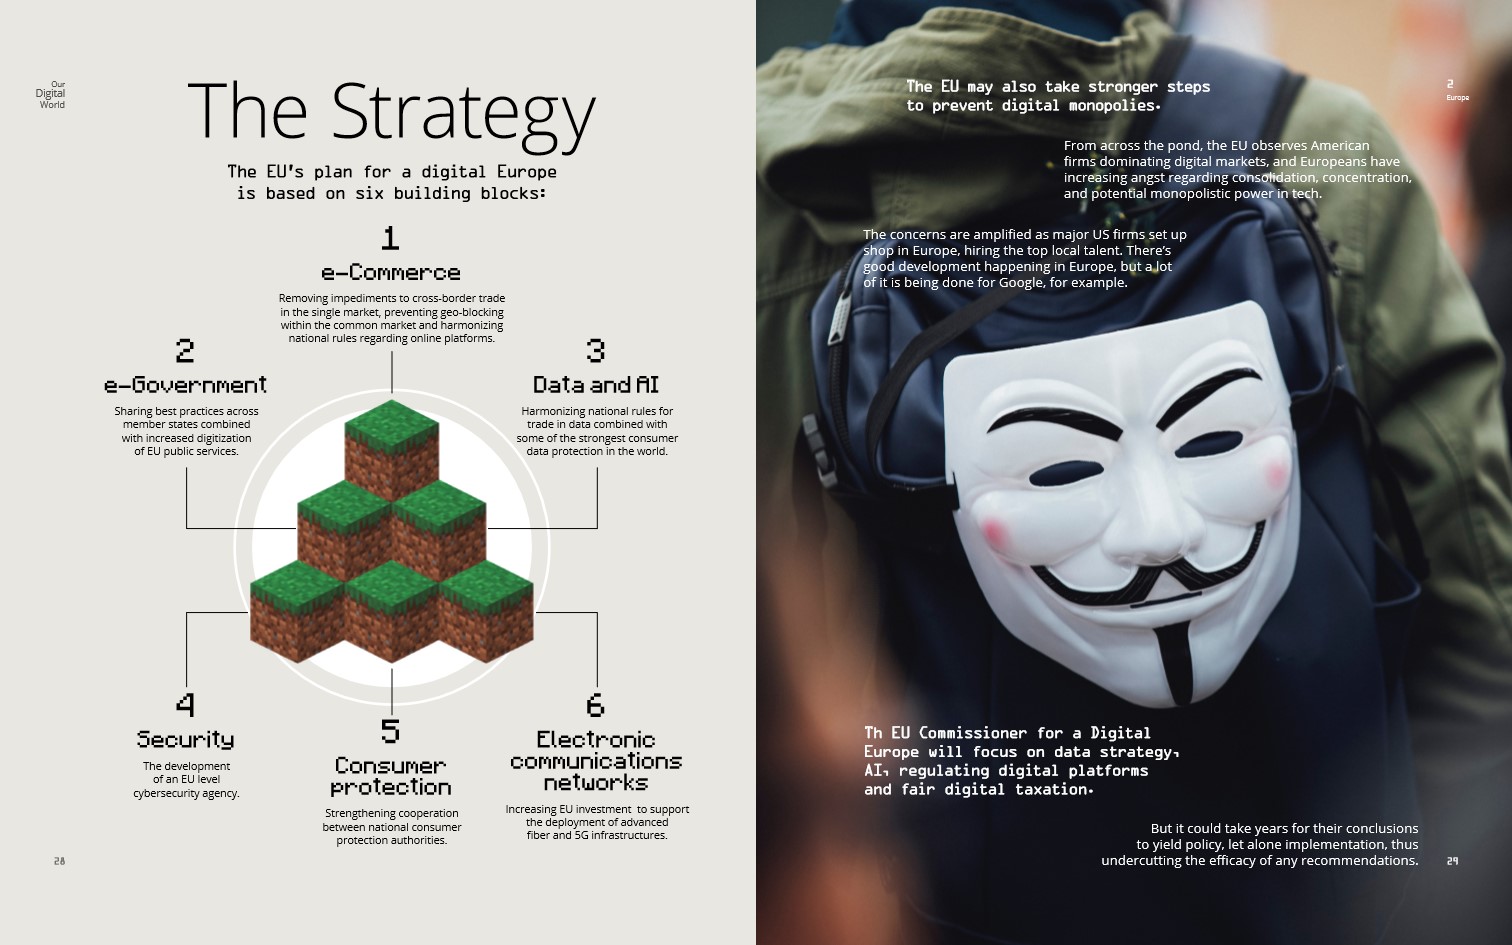 Our
Digital
World
The Strategy
The EU's plan for a digital Europe
is based on six building blocks:
1
e-Commerce
Removing impediments to cross-border trade
in the single market, preventing geo-blocking
within the common market and harmonizing
national rules regarding online platforms.
2
e-Government
Sharing best practices across
member states combined
with increased digitization
of EU public services.
3
Data and AI
Harmonizing national rules for
trade in data combined with
some of the strongest consumer
data protection in the world.
4
Security
The development
of an EU level
cybersecurity agency.
5
Consumer
protection
Strengthening cooperation
between national consumer
protection authorities.
6
Electronic
communications
networks
Increasing EU investment to support
the deployment of advanced
fiber and 5G infrastructures.
28
The EU may also take stronger steps
to prevent digital monopolies.
2
Europe
From across the pond, the EU observes American
firms dominating digital markets, and Europeans have
increasing angst regarding consolidation, concentration,
and potential monopolistic power in tech.
The concerns are amplified as major US firms set up
shop in Europe, hiring the top local talent. There's
good development happening in Europe, but a lot
of it is being done for Google, for example.
Th EU Commissioner for a Digital
Europe will focus on data strategy,
AI, regulating digital platforms
and fair digital taxation.
But it could take years for their conclusions
to yield policy, let alone implementation, thus
undercutting the efficacy of any recommendations.
29